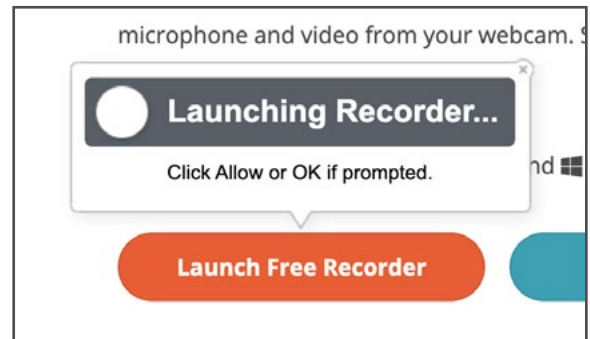 microphone and video from your webcam.
Launching Recorder...
Click Allow or OK if prompted.
nd
Launch Free Recorder